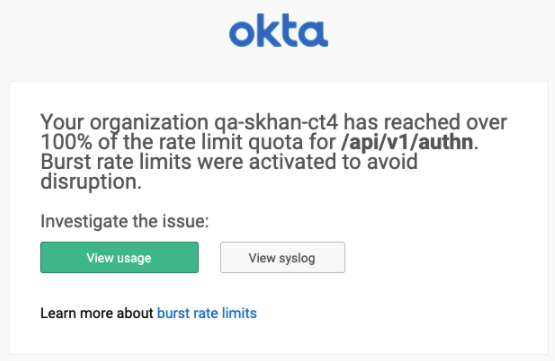 okta
Your organization qa-skhan-ct4 has reached over
100% of the rate limit quota for /api/v1/authn.
Burst rate limits were activated to avoid
disruption.
Investigate the issue:
View usage
View syslog
Learn more about burst rate limits